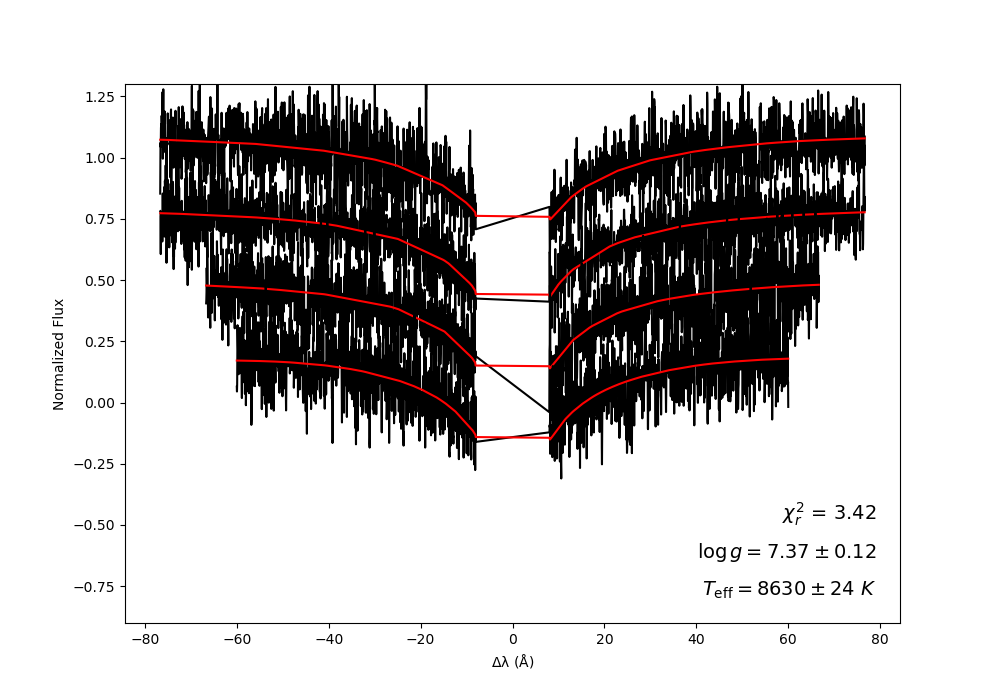 1.25
1.00
0.75
0.50
0.25
0.00
−0.25
−0.50
−0.75
Normalized Flux
−80 −60 −40 −20 0 20 40 60 80
Δλ (Å)
χ²ᵣ = 3.42
log g = 7.37 ± 0.12
T_eff = 8630 ± 24 K